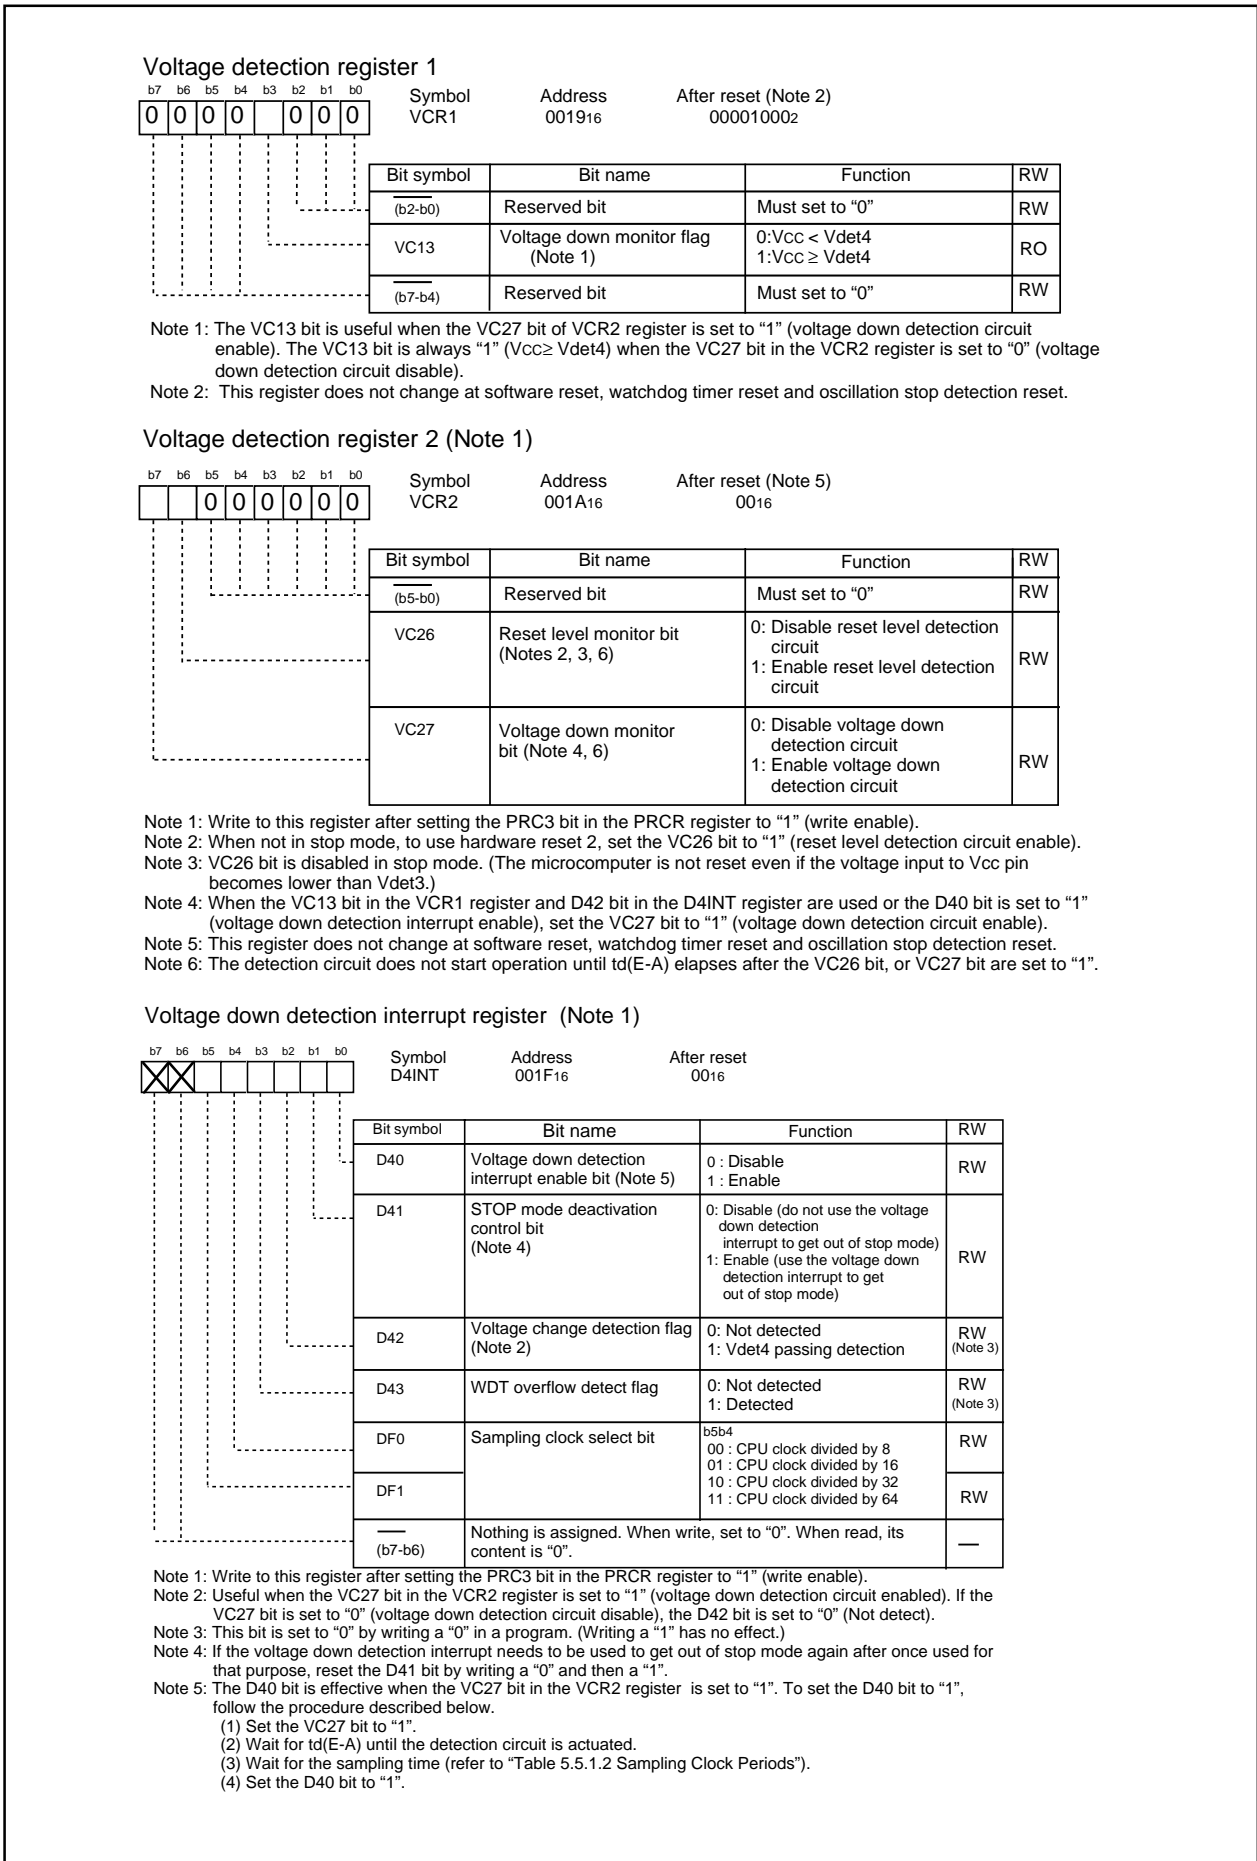 Voltage detection register 1
b7 b6 b5 b4 b3 b2 b1 b0
Symbol Address After reset (Note 2)
0 0 0 0 0 0 0
VCR1 001916 000010002
Bit symbol Bit name Function RW
(b2-b0) Reserved bit Must set to “0” RW
VC13 Voltage down monitor flag (Note 1) 0:VCC < Vdet4 RO
1:VCC ≥ Vdet4
(b7-b4) Reserved bit Must set to “0” RW
Note 1: The VC13 bit is useful when the VC27 bit of VCR2 register is set to “1” (voltage down detection circuit
enable). The VC13 bit is always “1” (VCC≥ Vdet4) when the VC27 bit in the VCR2 register is set to “0” (voltage
down detection circuit disable).
Note 2: This register does not change at software reset, watchdog timer reset and oscillation stop detection reset.
Voltage detection register 2 (Note 1)
b7 b6 b5 b4 b3 b2 b1 b0
Symbol Address After reset (Note 5)
0 0 0 0 0 0
VCR2 001A16 0016
Bit symbol Bit name Function RW
(b5-b0) Reserved bit Must set to “0” RW
VC26 Reset level monitor bit 0: Disable reset level detection
(Notes 2, 3, 6) circuit
1: Enable reset level detection RW
circuit
VC27 Voltage down monitor 0: Disable voltage down
bit (Note 4, 6) detection circuit
1: Enable voltage down RW
detection circuit
Note 1: Write to this register after setting the PRC3 bit in the PRCR register to “1” (write enable).
Note 2: When not in stop mode, to use hardware reset 2, set the VC26 bit to “1” (reset level detection circuit enable).
Note 3: VC26 bit is disabled in stop mode. (The microcomputer is not reset even if the voltage input to Vcc pin
becomes lower than Vdet3.)
Note 4: When the VC13 bit in the VCR1 register and D42 bit in the D4INT register are used or the D40 bit is set to “1”
(voltage down detection interrupt enable), set the VC27 bit to “1” (voltage down detection circuit enable).
Note 5: This register does not change at software reset, watchdog timer reset and oscillation stop detection reset.
Note 6: The detection circuit does not start operation until td(E-A) elapses after the VC26 bit, or VC27 bit are set to “1”.
Voltage down detection interrupt register (Note 1)
b7 b6 b5 b4 b3 b2 b1 b0
Symbol Address After reset
D4INT 001F16 0016
Bit symbol Bit name Function RW
D40 Voltage down detection 0 : Disable RW
interrupt enable bit (Note 5) 1 : Enable
D41 STOP mode deactivation 0: Disable (do not use the voltage
control bit down detection
(Note 4) interrupt to get out of stop mode)
1: Enable (use the voltage down RW
detection interrupt to get
out of stop mode)
D42 Voltage change detection flag 0: Not detected RW
(Note 2) 1: Vdet4 passing detection (Note 3)
D43 WDT overflow detect flag 0: Not detected RW
1: Detected (Note 3)
DF0 Sampling clock select bit b5b4 RW
00 : CPU clock divided by 8
01 : CPU clock divided by 16
10 : CPU clock divided by 32
DF1 11 : CPU clock divided by 64 RW
(b7-b6) Nothing is assigned. When write, set to “0”. When read, its
content is “0”. —
Note 1: Write to this register after setting the PRC3 bit in the PRCR register to “1” (write enable).
Note 2: Useful when the VC27 bit in the VCR2 register is set to “1” (voltage down detection circuit enabled). If the
VC27 bit is set to “0” (voltage down detection circuit disable), the D42 bit is set to “0” (Not detect).
Note 3: This bit is set to “0” by writing a “0” in a program. (Writing a “1” has no effect.)
Note 4: If the voltage down detection interrupt needs to be used to get out of stop mode again after once used for
that purpose, reset the D41 bit by writing a “0” and then a “1”.
Note 5: The D40 bit is effective when the VC27 bit in the VCR2 register is set to “1”. To set the D40 bit to “1”,
follow the procedure described below.
(1) Set the VC27 bit to “1”.
(2) Wait for td(E-A) until the detection circuit is actuated.
(3) Wait for the sampling time (refer to “Table 5.5.1.2 Sampling Clock Periods”).
(4) Set the D40 bit to “1”.